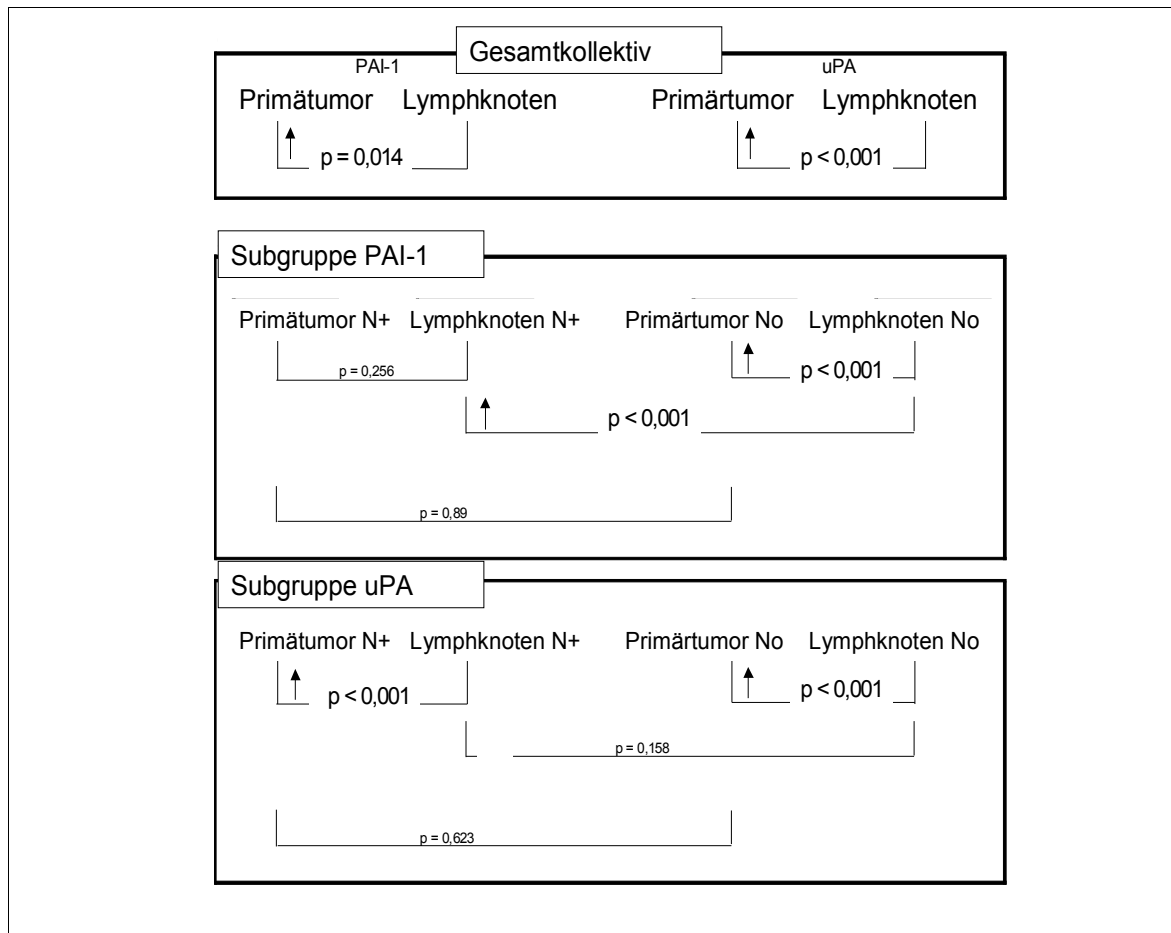 Gesamtkollektiv
PAI-1 uPA
Primätumor Lymphknoten Primärtumor Lymphknoten
p = 0,014 p < 0,001
Subgruppe PAI-1
Primätumor N+ Lymphknoten N+ Primärtumor No Lymphknoten No
p = 0,256 p < 0,001
p < 0,001
p = 0,89
Subgruppe uPA
Primätumor N+ Lymphknoten N+ Primärtumor No Lymphknoten No
p < 0,001 p < 0,001
p = 0,158
p = 0,623